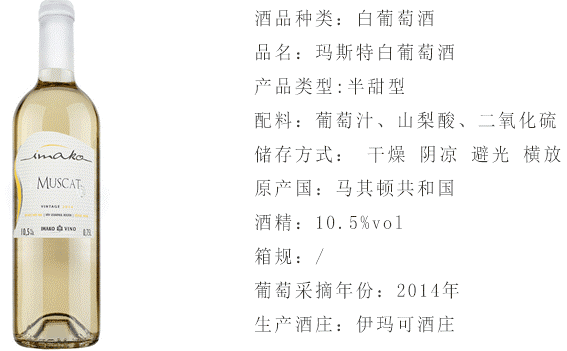 酒品种类：白葡萄酒
品名：玛斯特白葡萄酒
产品类型:半甜型
配料：葡萄汁、山梨酸、二氧化硫
储存方式： 干燥 阴凉 避光 横放
原产国：马其顿共和国
酒精：10.5%vol
箱规：/
葡萄采摘年份：2014年
生产酒庄：伊玛可酒庄
imako
MUSCAT
VINTAGE
10,5%
IMAKO VINO
0,75L